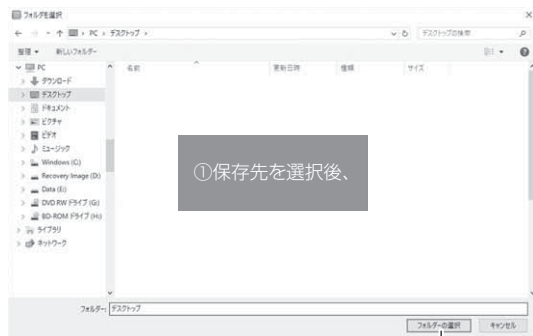 フォルダを選択
PC › デスクトップ ›
デスクトップの検索
整理 ▾ 新しいフォルダー
名前 更新日時 種類 サイズ
PC
ダウンロード
デスクトップ
ドキュメント
ピクチャ
ビデオ
ミュージック
Windows (C:)
Recovery Image (D:)
Data (E:)
DVD RW ドライブ (G:)
BD-ROM ドライブ (H:)
ライブラリ
ネットワーク
①保存先を選択後、
フォルダー: デスクトップ
フォルダーの選択 キャンセル